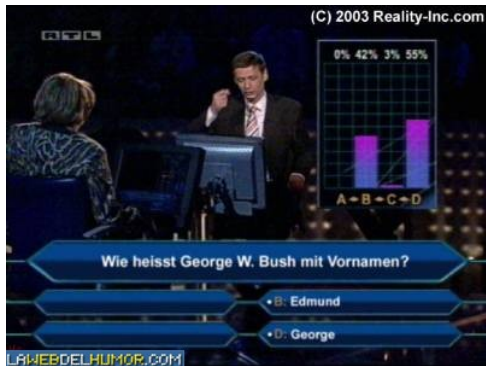 (C) 2003 Reality-Inc.com
RTL
0% 42% 3% 55%
A B C D
Wie heisst George W. Bush mit Vornamen?
B: Edmund
D: George
LAWEBDELHUMOR.COM